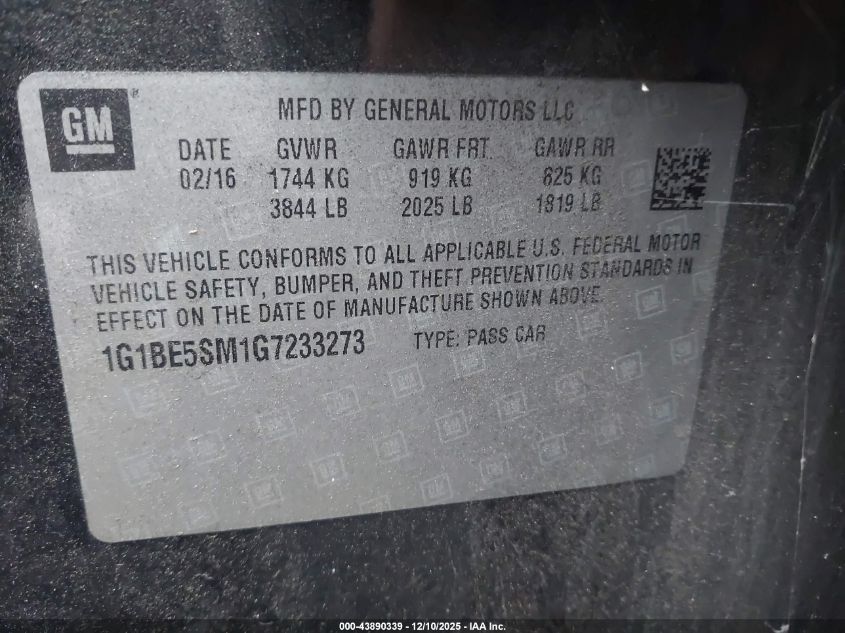 GM ®
MFD BY GENERAL MOTORS LLC
DATE GVWR GAWR FRT. GAWR RR
02/16 1744 KG 919 KG 825 KG
3844 LB 2025 LB 1819 LB
THIS VEHICLE CONFORMS TO ALL APPLICABLE U.S. FEDERAL MOTOR
VEHICLE SAFETY, BUMPER, AND THEFT PREVENTION STANDARDS IN
EFFECT ON THE DATE OF MANUFACTURE SHOWN ABOVE.
1G1BE5SM1G7233273 TYPE: PASS CAR
000-43890339 - 12/10/2025 - IAA Inc.